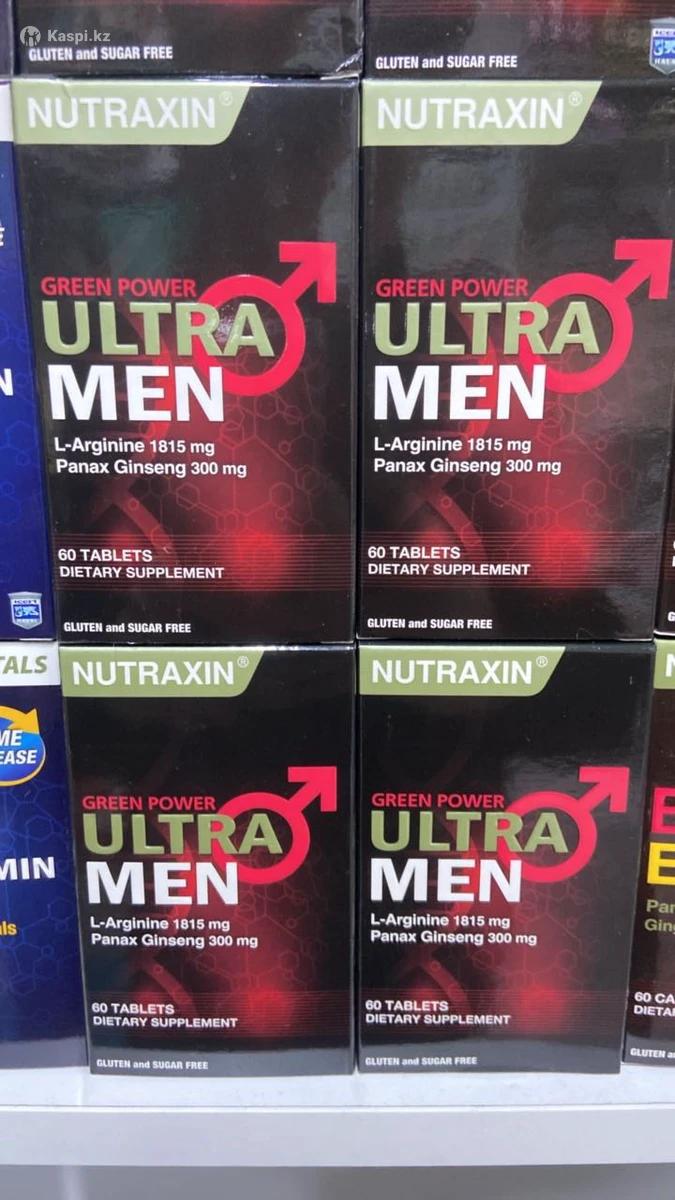 Kaspi.kz
GLUTEN and SUGAR FREE
GLUTEN and SUGAR FREE
NUTRAXIN®
GREEN POWER
ULTRA
MEN
L-Arginine 1815 mg
Panax Ginseng 300 mg
60 TABLETS
DIETARY SUPPLEMENT
GLUTEN and SUGAR FREE
NUTRAXIN®
GREEN POWER
ULTRA
MEN
L-Arginine 1815 mg
Panax Ginseng 300 mg
60 TABLETS
DIETARY SUPPLEMENT
GLUTEN and SUGAR FREE
NUTRAXIN®
GREEN POWER
ULTRA
MEN
L-Arginine 1815 mg
Panax Ginseng 300 mg
60 TABLETS
DIETARY SUPPLEMENT
GLUTEN and SUGAR FREE
NUTRAXIN®
GREEN POWER
ULTRA
MEN
L-Arginine 1815 mg
Panax Ginseng 300 mg
60 TABLETS
DIETARY SUPPLEMENT
GLUTEN and SUGAR FREE
60 CA
DIETA
GLUTEN